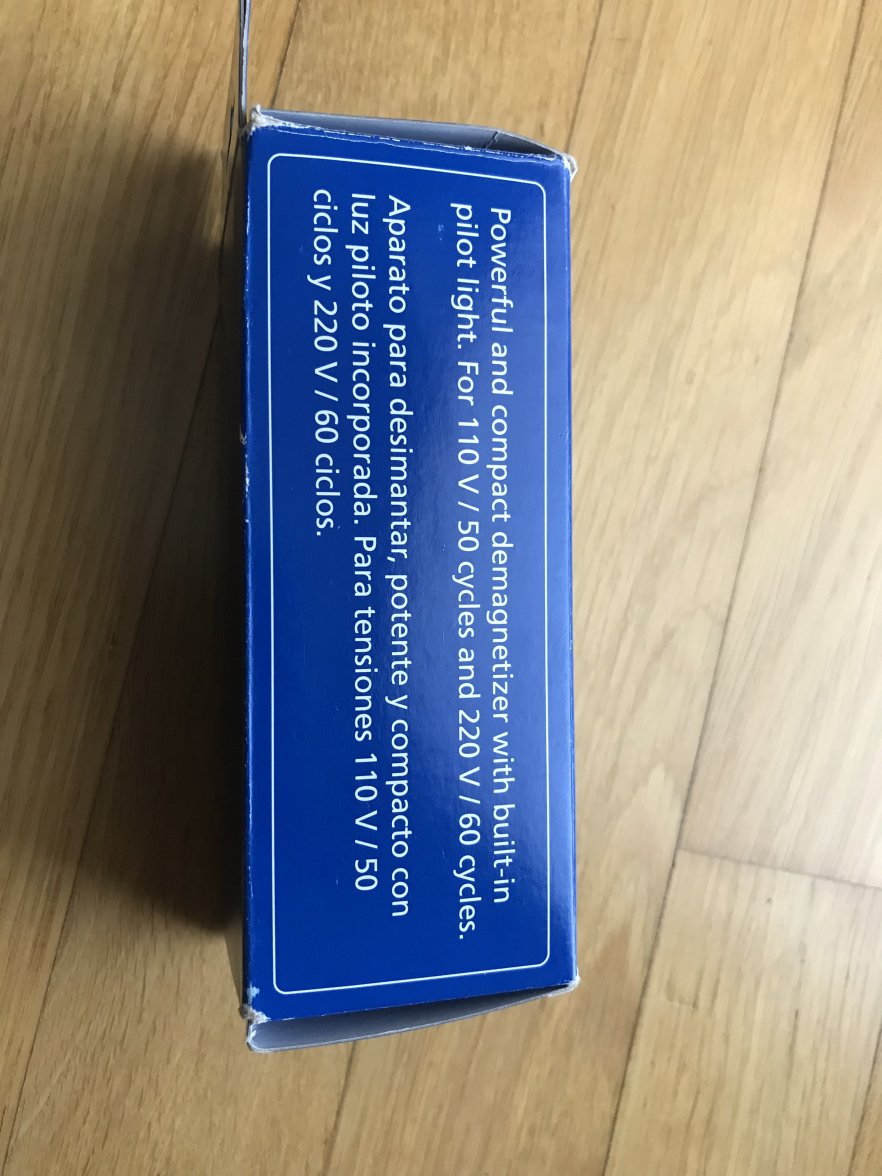 Powerful and compact demagnetizer with built-in
pilot light. For 110 V / 50 cycles and 220 V / 60 cycles.
Aparato para desimantar, potente y compacto con
luz piloto incorporada. Para tensiones 110 V / 50
ciclos y 220 V / 60 ciclos.